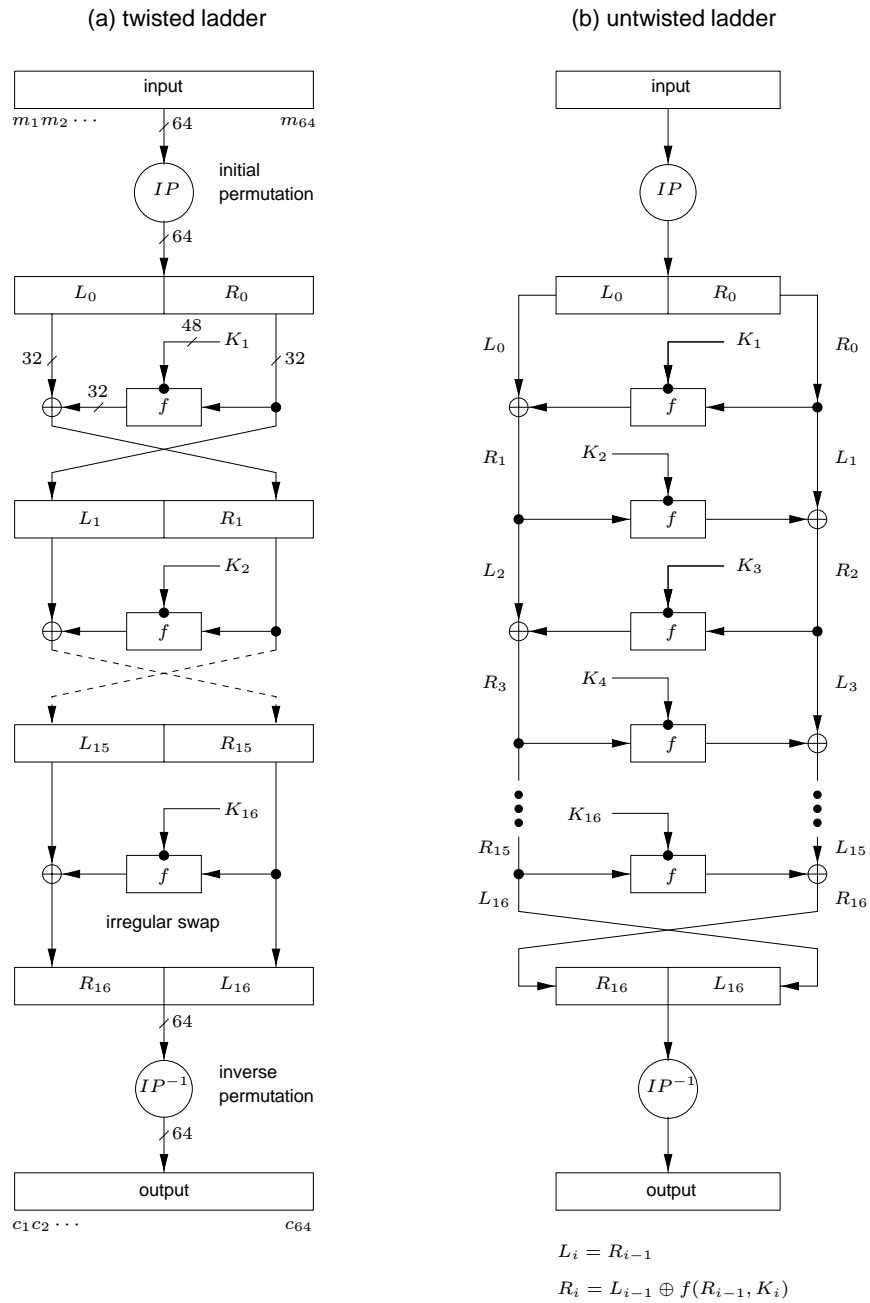 (a) twisted ladder
input
m₁m₂ ⋯ m₆₄
64
initial
permutation
IP
64
L₀ R₀
48
K₁
32 32
32
f
L₁ R₁
K₂
f
L₁₅ R₁₅
K₁₆
f
irregular swap
R₁₆ L₁₆
64
inverse
permutation
IP⁻¹
64
output
c₁c₂ ⋯ c₆₄
(b) untwisted ladder
input
IP
L₀ R₀
L₀ K₁ R₀
f
R₁ K₂ L₁
f
L₂ K₃ R₂
f
R₃ K₄ L₃
f
K₁₆
R₁₅ L₁₅
f
L₁₆ R₁₆
R₁₆ L₁₆
IP⁻¹
output
Lᵢ = Rᵢ₋₁
Rᵢ = Lᵢ₋₁ ⊕ f(Rᵢ₋₁, Kᵢ)